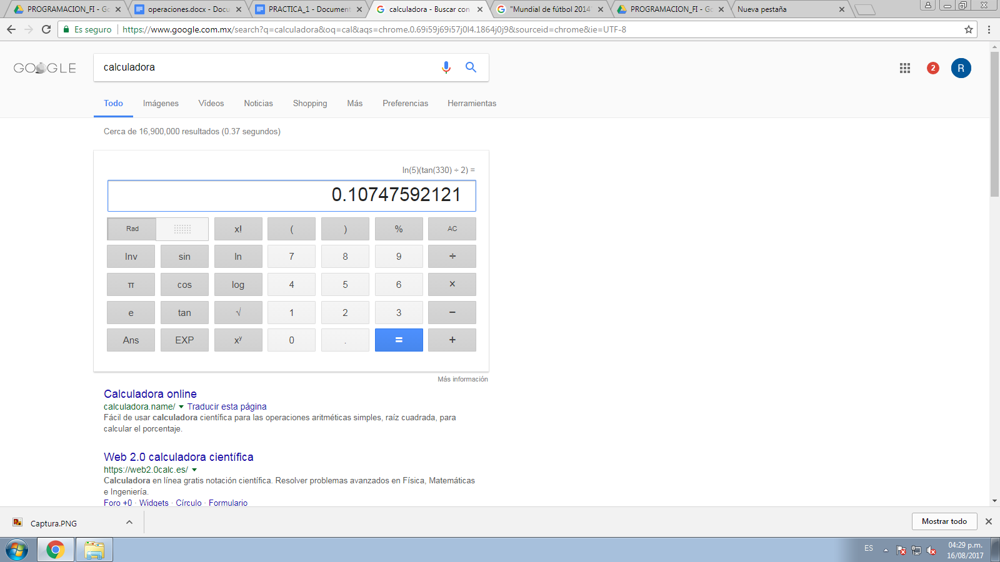 PROGRAMACION_FI - Go
operaciones.docx - Docu
PRACTICA_1 - Document
calculadora - Buscar con
"Mundial de fútbol 2014"
PROGRAMACION_FI - Go
Nueva pestaña
Es seguro
https://www.google.com.mx/search?q=calculadora&oq=cal&aqs=chrome.0.69i59j69i57j0l4.1864j0j9&sourceid=chrome&ie=UTF-8
GOOGLE
calculadora
2
R
Todo Imágenes Vídeos Noticias Shopping Más Preferencias Herramientas
Cerca de 16,900,000 resultados (0.37 segundos)
ln(5)(tan(330) ÷ 2) =
0.10747592121
Rad x! ( ) % AC
Inv sin ln 7 8 9 ÷
π cos log 4 5 6 ×
e tan √ 1 2 3 −
Ans EXP xʸ 0 . = +
Más información
Calculadora online
calculadora.name/ Traducir esta página
Fácil de usar calculadora científica para las operaciones aritméticas simples, raíz cuadrada, para
calcular el porcentaje.
Web 2.0 calculadora científica
https://web2.0calc.es/
Calculadora en línea gratis notación científica. Resolver problemas avanzados en Física, Matemáticas
e Ingeniería.
Foro +0 · Widgets · Círculo · Formulario
Captura.PNG
Mostrar todo
ES
04:29 p.m.
16/08/2017